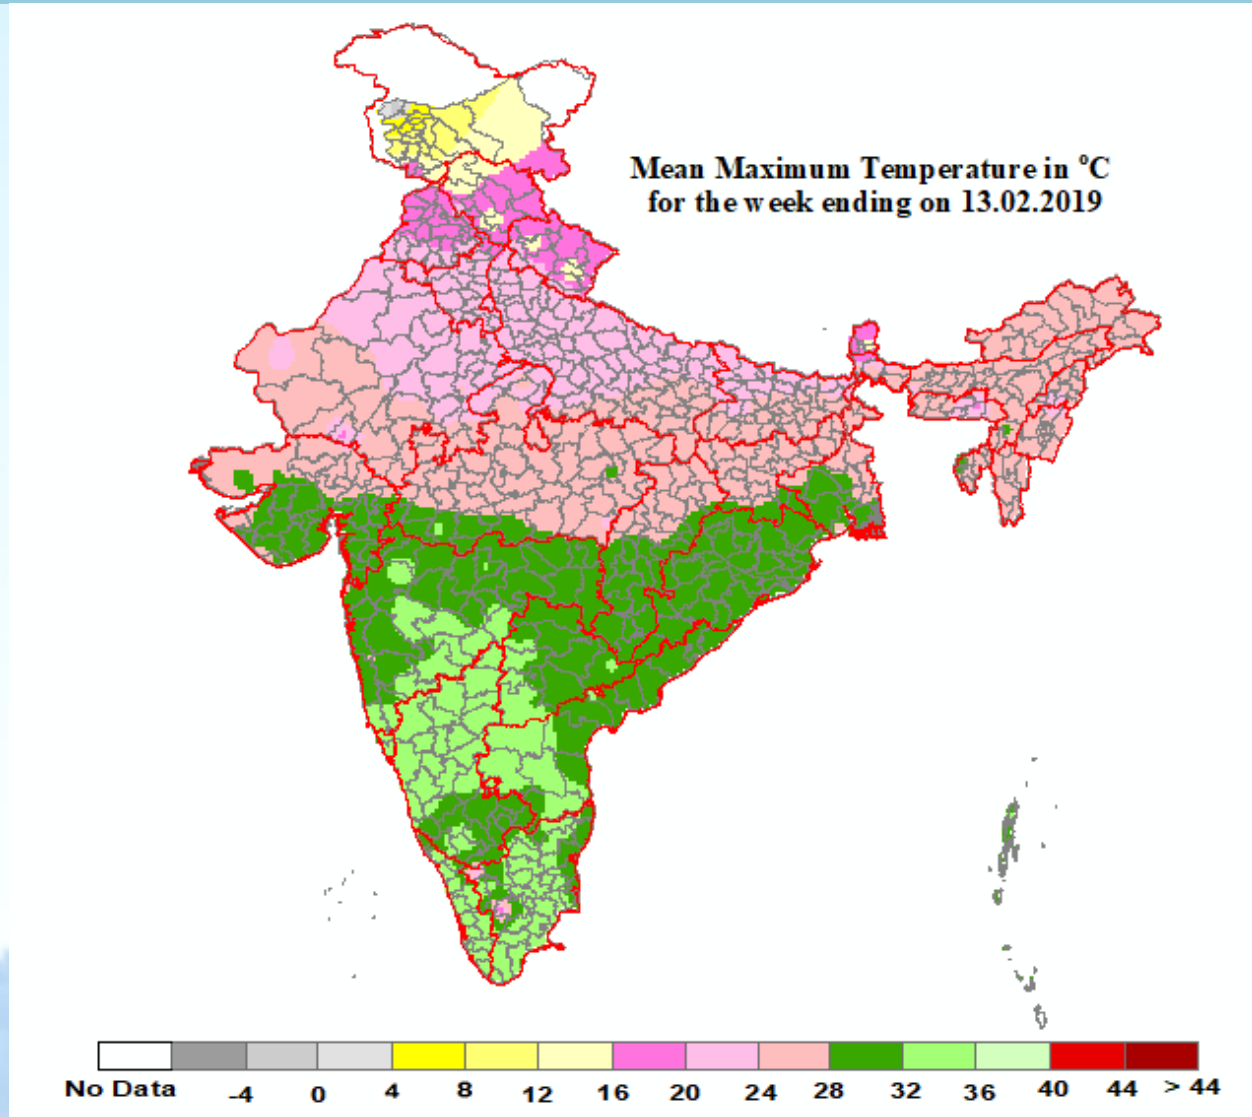 Mean Maximum Temperature in °C
for the week ending on 13.02.2019
No Data -4 0 4 8 12 16 20 24 28 32 36 40 44 > 44